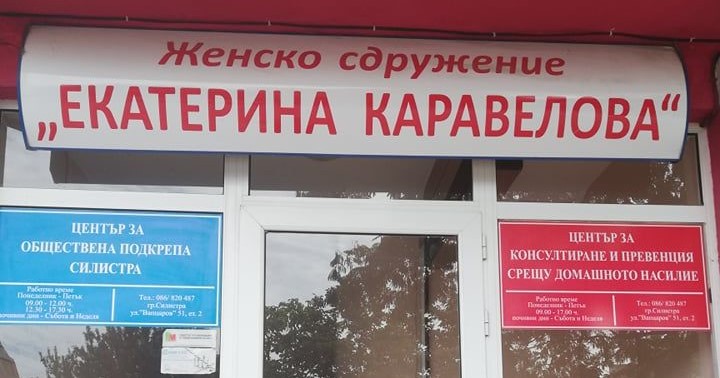 Женско сдружение
„ЕКАТЕРИНА КАРАВЕЛОВА“
ЦЕНТЪР ЗА
ОБЩЕСТВЕНА ПОДКРЕПА
СИЛИСТРА
Работно време
Понеделник - Петък
09.00 - 12.00 ч.
12.30 - 17.30 ч.
почивни дни - Събота и Неделя
Тел.: 086/ 820 487
гр.Силистра
ул."Вапцаров" 51, ет. 2
ЦЕНТЪР ЗА
КОНСУЛТИРАНЕ И ПРЕВЕНЦИЯ
СРЕЩУ ДОМАШНОТО НАСИЛИЕ
Работно време
Понеделник - Петък
09.00 - 17.00 ч.
почивни дни - Събота и Неделя
Тел.: 086/ 820 487
гр.Силистра
ул."Вапцаров" 51, ет. 2